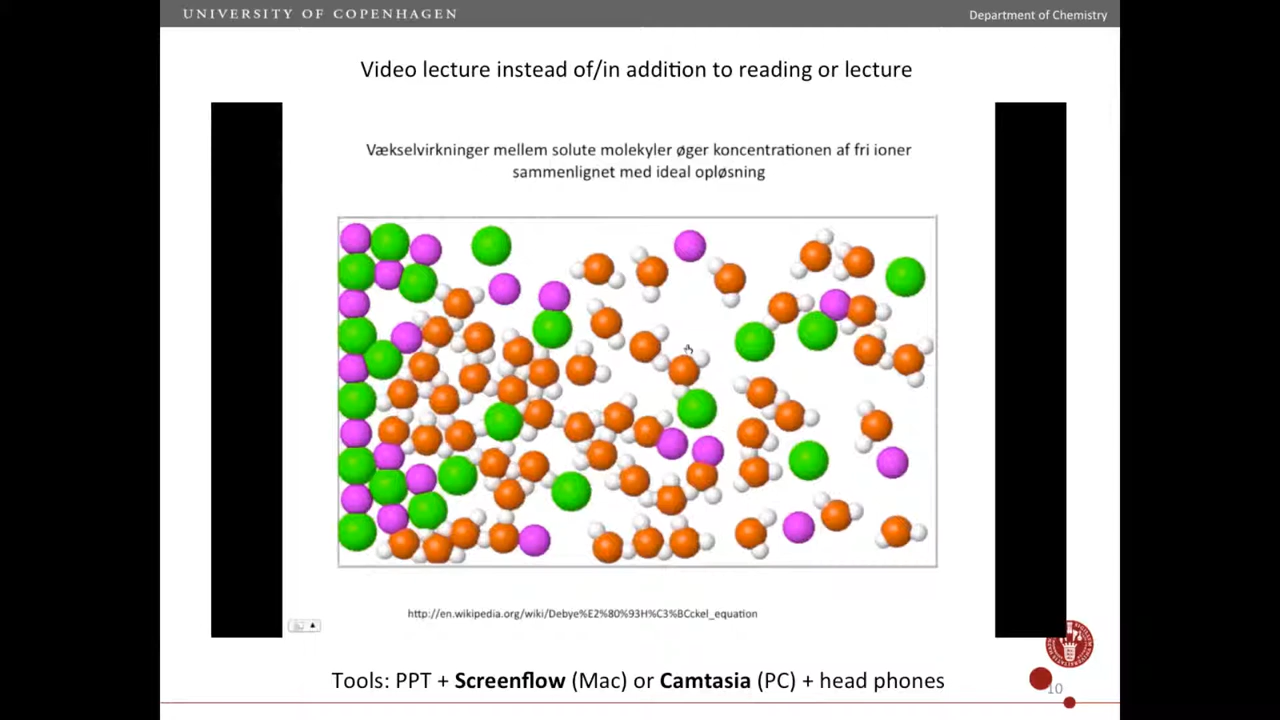 UNIVERSITY OF COPENHAGEN
Department of Chemistry
Video lecture instead of/in addition to reading or lecture
Vækselvirkninger mellem solute molekyler øger koncentrationen af fri ioner
sammenlignet med ideal opløsning
http://en.wikipedia.org/wiki/Debye%E2%80%93H%C3%BCckel_equation
Tools: PPT + Screenflow (Mac) or Camtasia (PC) + head phones
10